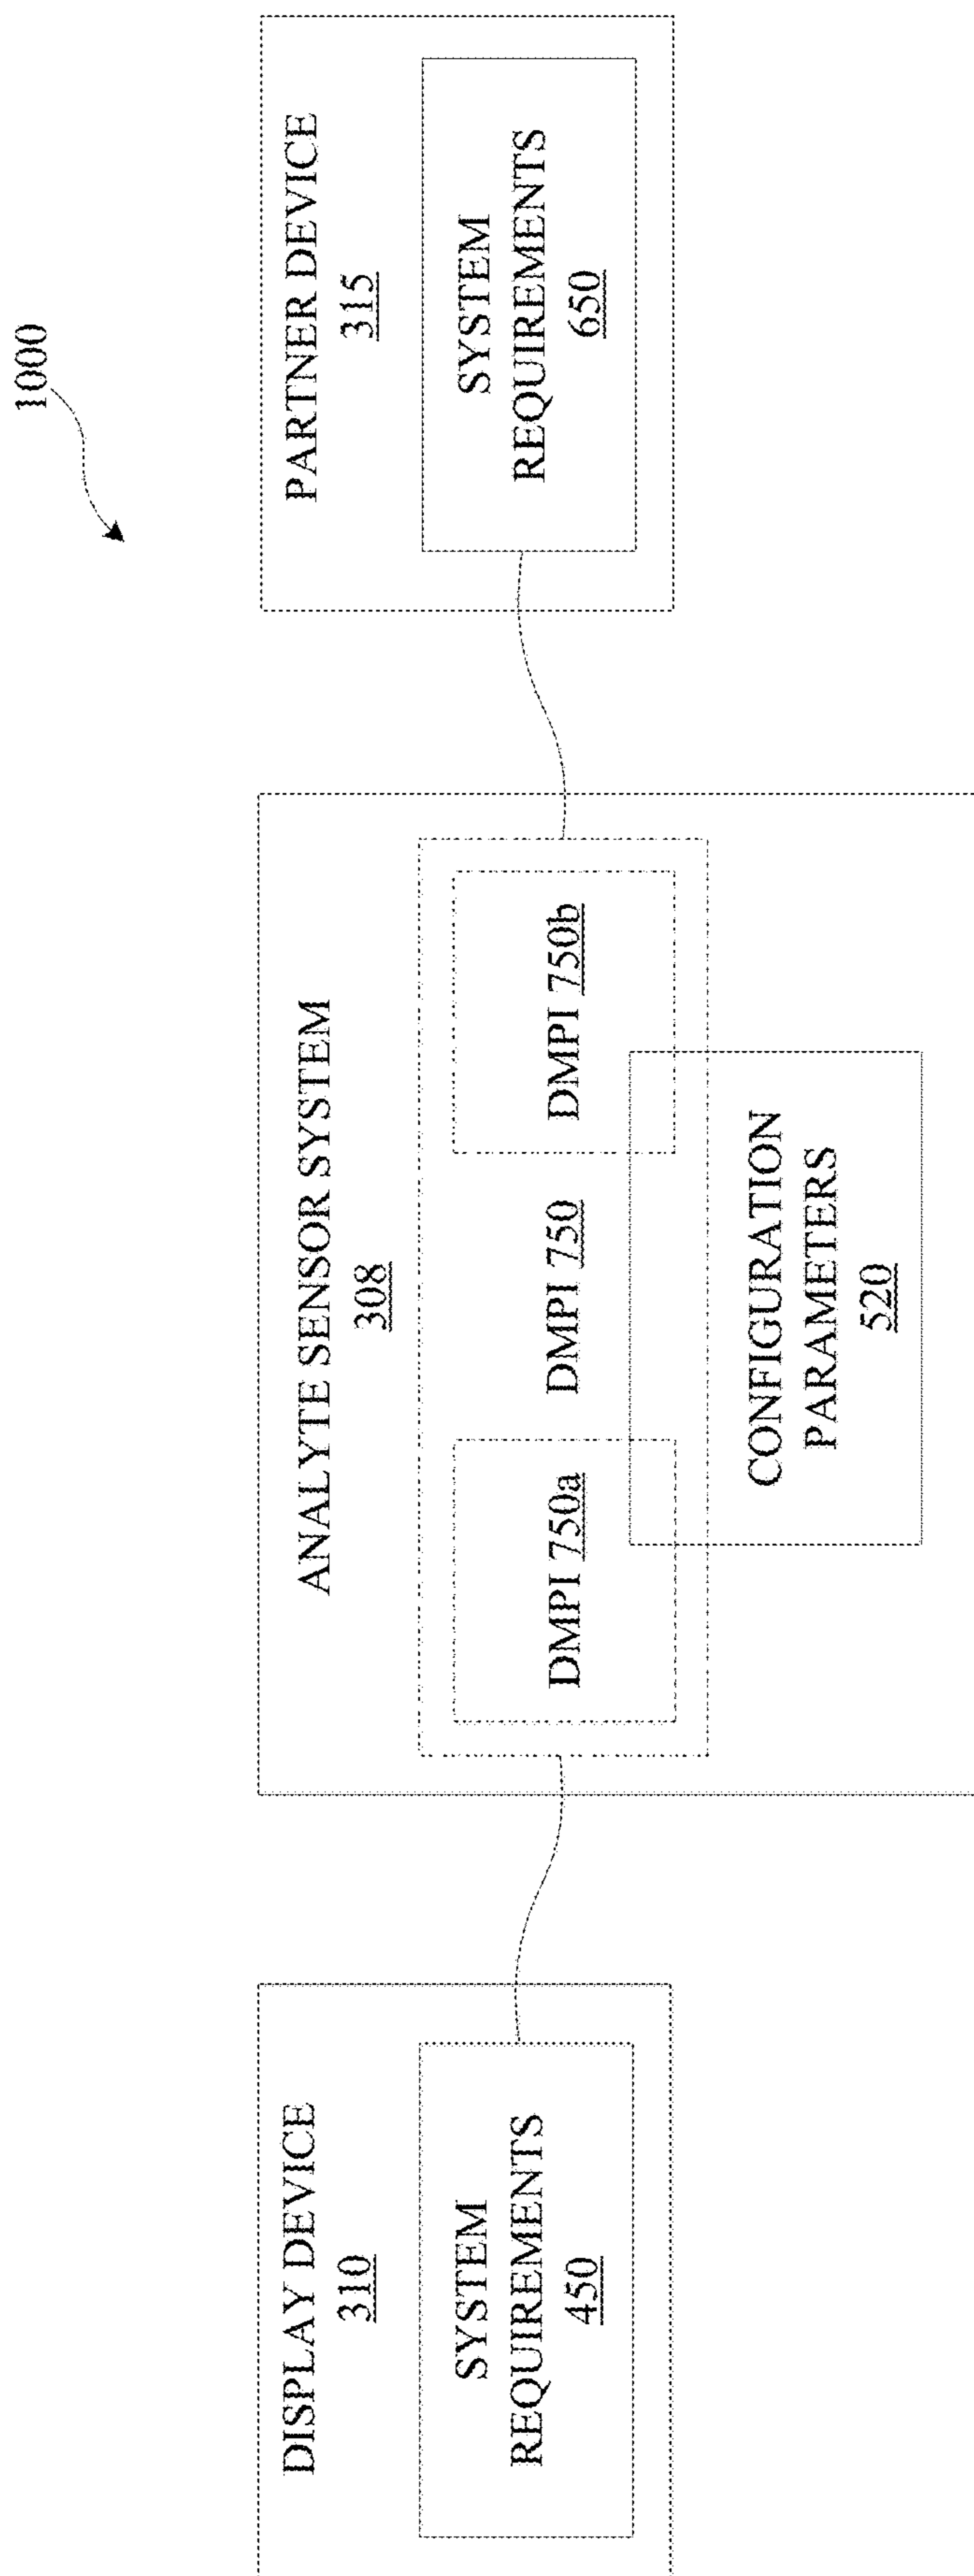 1000
DISPLAY DEVICE
310
SYSTEM
REQUIREMENTS
450
ANALYTE SENSOR SYSTEM
308
DMPI 750a
DMPI 750
DMPI 750b
CONFIGURATION
PARAMETERS
520
PARTNER DEVICE
315
SYSTEM
REQUIREMENTS
650